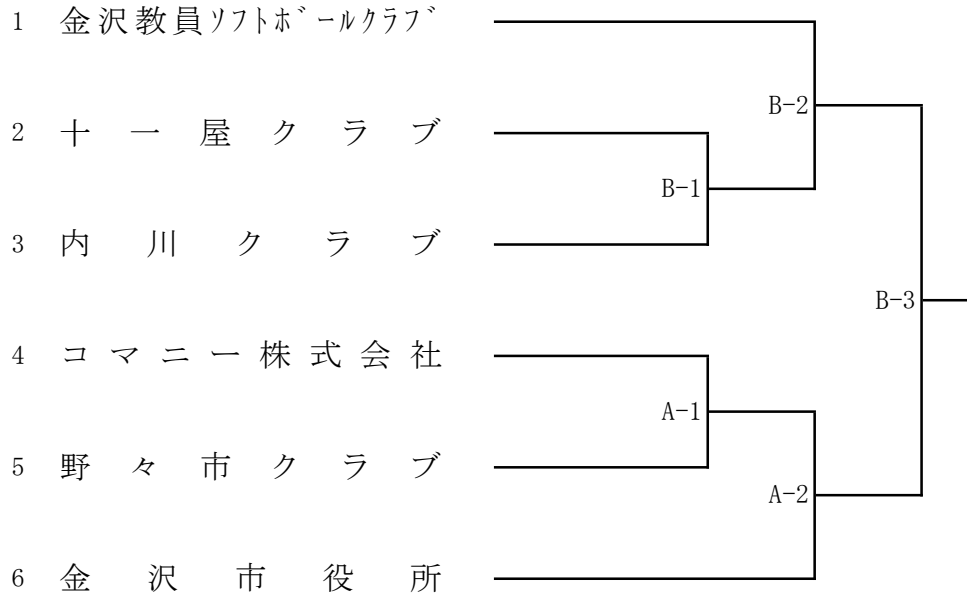 1 金沢教員ソフトボールクラブ
B-2
2 十一屋クラブ
B-1
3 内川クラブ
B-3
4 コマニー株式会社
A-1
5 野々市クラブ
A-2
6 金沢市役所